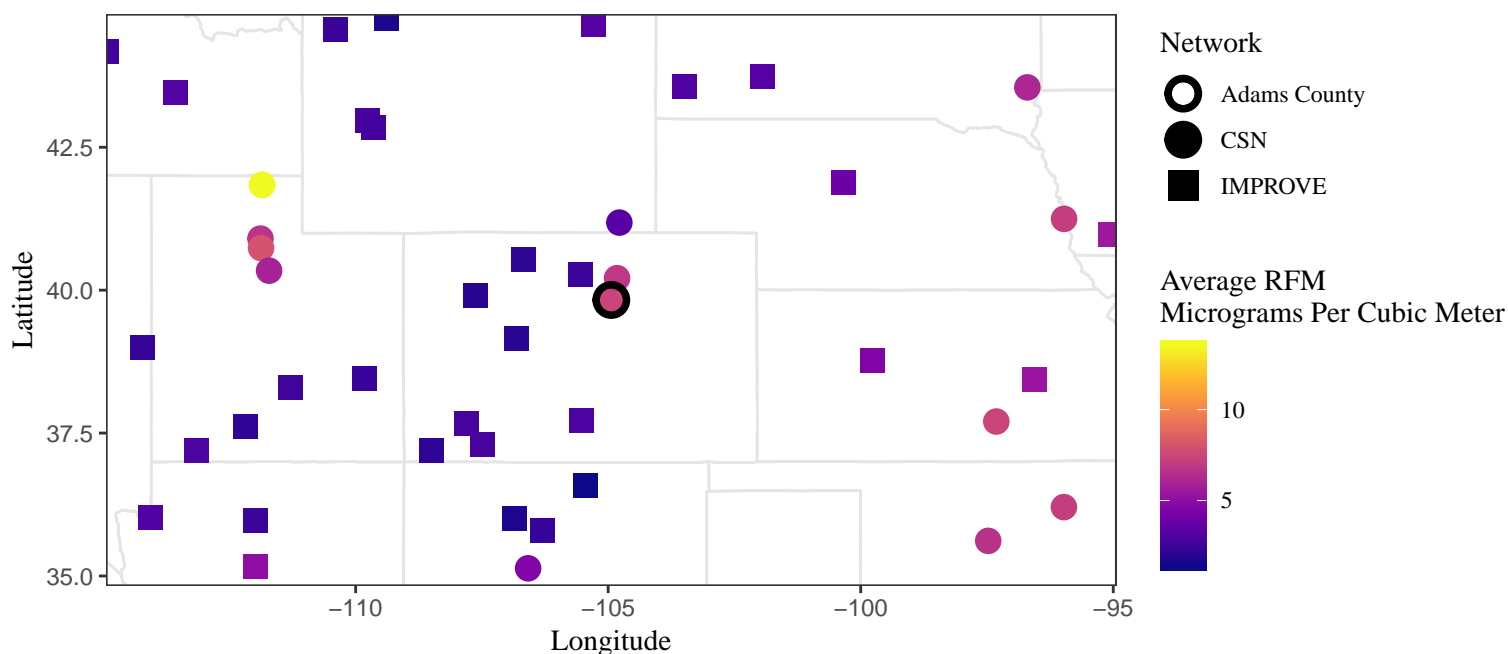 42.5
40.0
37.5
35.0
Latitude
−110
−105
−100
−95
Longitude
Network
Adams County
CSN
IMPROVE
Average RFM
Micrograms Per Cubic Meter
10
5